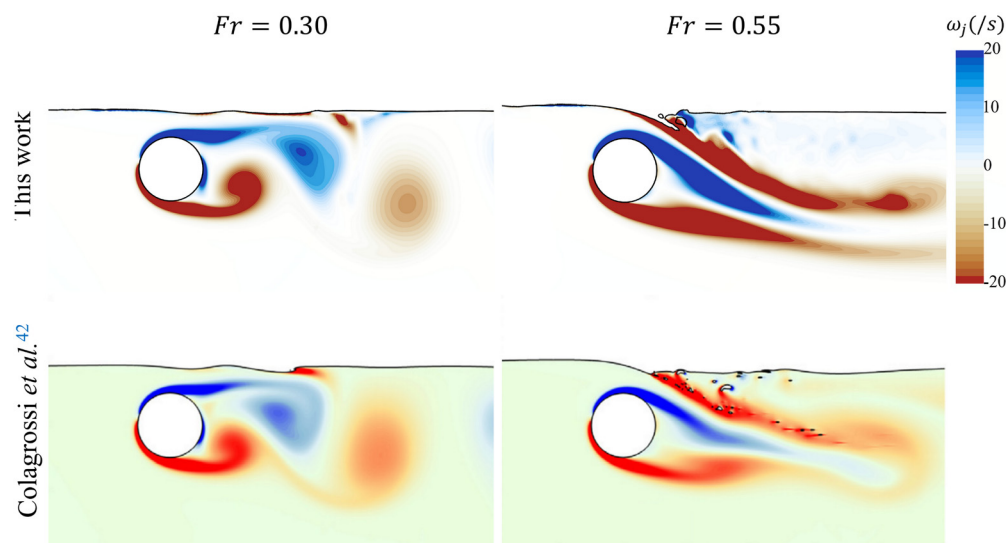 Fr = 0.30
Fr = 0.55
ω_j(/s)
20
10
0
-10
-20
This work
Colagrossi et al.42